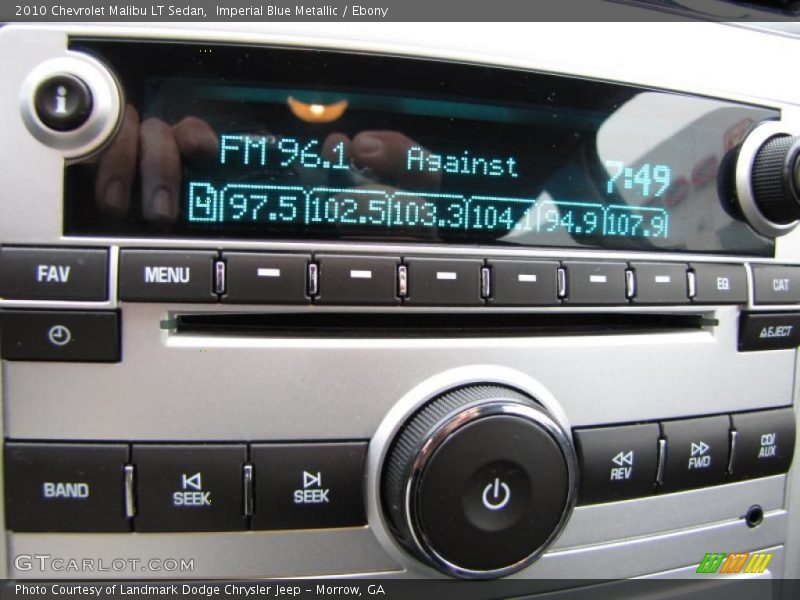 2010 Chevrolet Malibu LT Sedan,  Imperial Blue Metallic / Ebony
i
FM 96.1 Against 7:49
4 97.5 102.5 103.3 104.1 94.9 107.9
FAV MENU EQ CAT
EJECT
BAND SEEK SEEK REV FWD CD/AUX
GTCARLOT.COM
Photo Courtesy of Landmark Dodge Chrysler Jeep - Morrow, GA